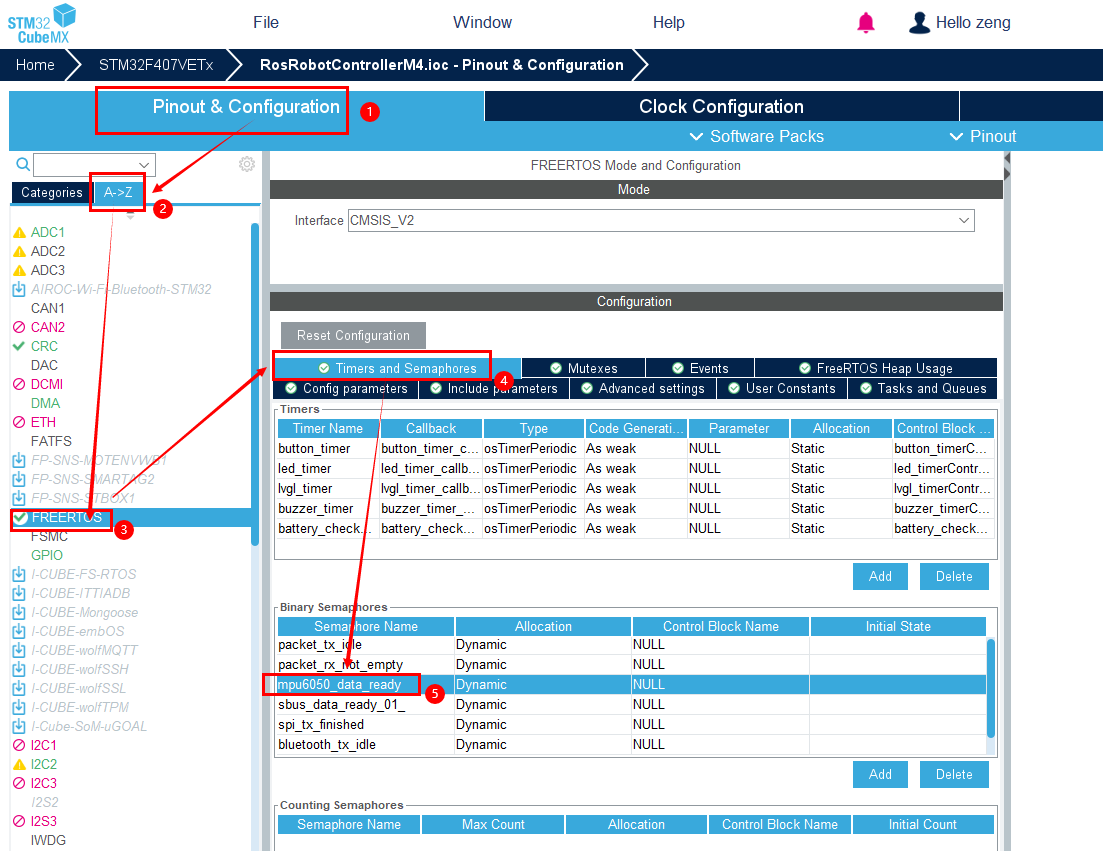 STM32
CubeMX
File
Window
Help
Hello zeng
Home
STM32F407VETx
RosRobotControllerM4.ioc - Pinout & Configuration
Pinout & Configuration
1
Clock Configuration
Software Packs
Pinout
Categories
A->Z
2
ADC1
ADC2
ADC3
AIROC-Wi-Fi-Bluetooth-STM32
CAN1
CAN2
CRC
DAC
DCMI
DMA
ETH
FATFS
FP-SNS-MOTENVWB1
FP-SNS-SMARTAG2
FP-SNS-STBOX1
FREERTOS
3
FSMC
GPIO
I-CUBE-FS-RTOS
I-CUBE-ITTIADB
I-CUBE-Mongoose
I-CUBE-embOS
I-CUBE-wolfMQTT
I-CUBE-wolfSSH
I-CUBE-wolfSSL
I-CUBE-wolfTPM
I-Cube-SoM-uGOAL
I2C1
I2C2
I2C3
I2S2
I2S3
IWDG
FREERTOS Mode and Configuration
Mode
Interface CMSIS_V2
Configuration
Reset Configuration
Timers and Semaphores
4
Mutexes
Events
FreeRTOS Heap Usage
Config parameters
Include parameters
Advanced settings
User Constants
Tasks and Queues
Timers
Timer Name Callback Type Code Generati... Parameter Allocation Control Block ...
button_timer button_timer_c... osTimerPeriodic As weak NULL Static button_timerC...
led_timer led_timer_callb... osTimerPeriodic As weak NULL Static led_timerContr...
lvgl_timer lvgl_timer_callb... osTimerPeriodic As weak NULL Static lvgl_timerContr...
buzzer_timer buzzer_timer_... osTimerPeriodic As weak NULL Static buzzer_timerC...
battery_check... battery_check... osTimerPeriodic As weak NULL Static battery_check...
Add
Delete
Binary Semaphores
Semaphore Name Allocation Control Block Name Initial State
packet_tx_idle Dynamic NULL
packet_rx_not_empty Dynamic NULL
mpu6050_data_ready Dynamic NULL
5
sbus_data_ready_01_ Dynamic NULL
spi_tx_finished Dynamic NULL
bluetooth_tx_idle Dynamic NULL
Add
Delete
Counting Semaphores
Semaphore Name Max Count Allocation Control Block Name Initial Count